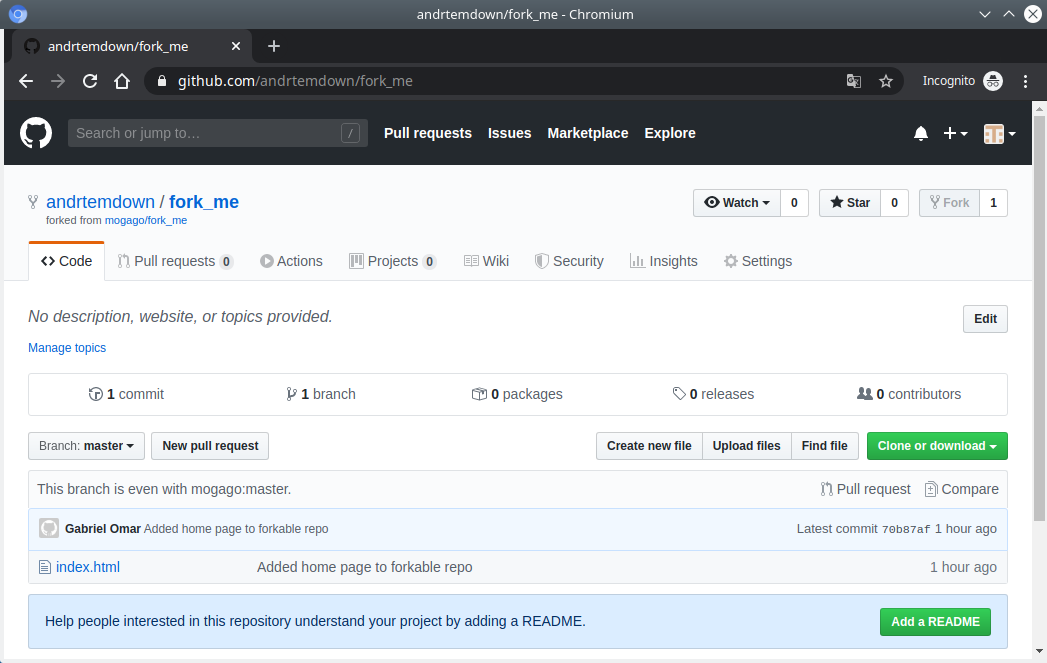 andrtemdown/fork_me - Chromium
andrtemdown/fork_me
github.com/andrtemdown/fork_me
Incognito
Search or jump to…
/
Pull requests Issues Marketplace Explore
andrtemdown / fork_me
Watch 0 Star 0 Fork 1
forked from mogago/fork_me
Code Pull requests 0 Actions Projects 0 Wiki Security Insights Settings
No description, website, or topics provided.
Edit
Manage topics
1 commit 1 branch 0 packages 0 releases 0 contributors
Branch: master New pull request Create new file Upload files Find file Clone or download
This branch is even with mogago:master. Pull request Compare
Gabriel Omar Added home page to forkable repo Latest commit 70b87af 1 hour ago
index.html Added home page to forkable repo 1 hour ago
Help people interested in this repository understand your project by adding a README. Add a README